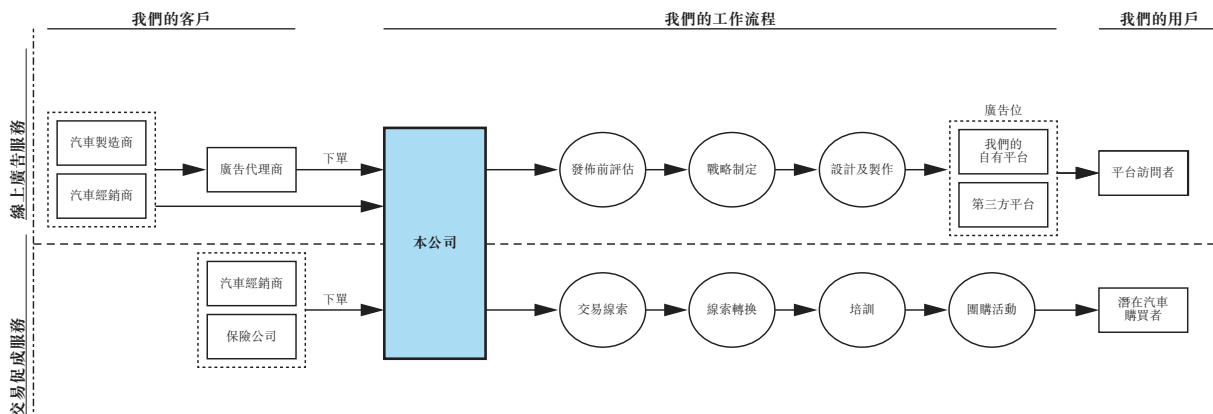 我們的客戶
我們的工作流程
我們的用戶
線上廣告服務
汽車製造商
汽車經銷商
廣告代理商
下單
本公司
發佈前評估
戰略制定
設計及製作
廣告位
我們的
自有平台
第三方平台
平台訪問者
交易促成服務
汽車經銷商
保險公司
下單
交易線索
線索轉換
培訓
團購活動
潛在汽車
購買者